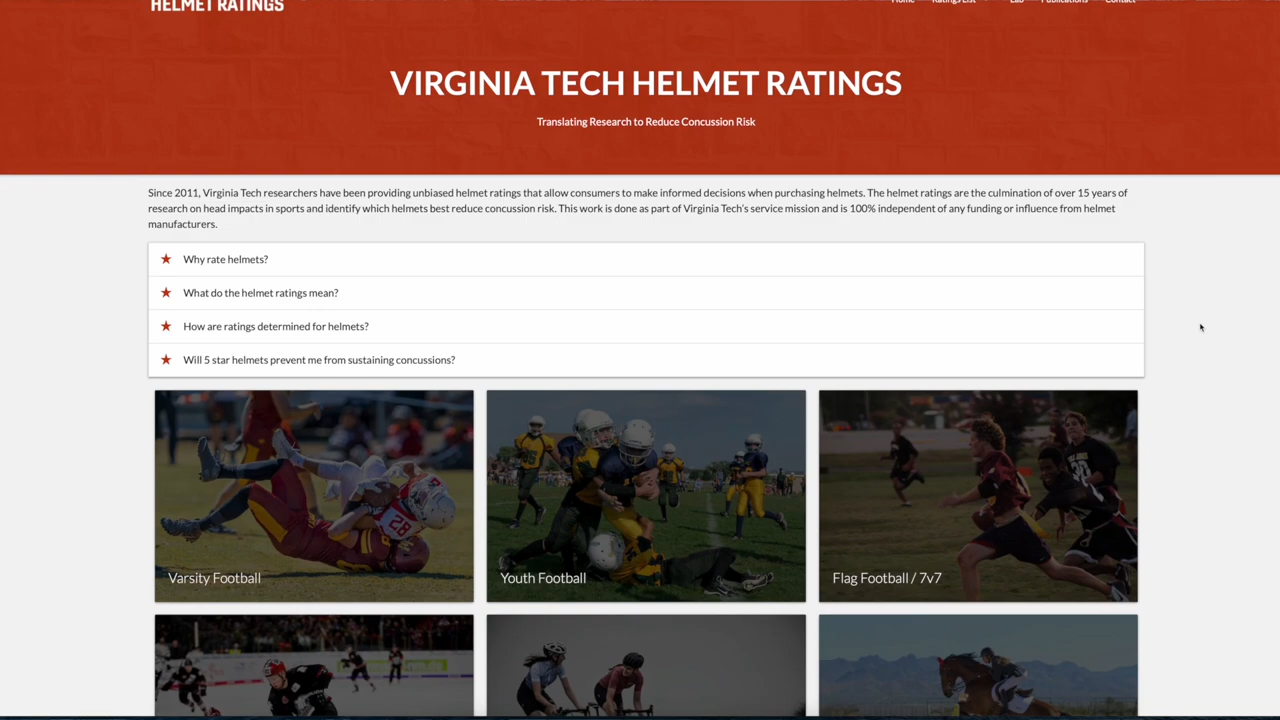 HELMET RATINGS
Home Ratings List Lab Publications Contact
VIRGINIA TECH HELMET RATINGS
Translating Research to Reduce Concussion Risk
Since 2011, Virginia Tech researchers have been providing unbiased helmet ratings that allow consumers to make informed decisions when purchasing helmets. The helmet ratings are the culmination of over 15 years of
research on head impacts in sports and identify which helmets best reduce concussion risk. This work is done as part of Virginia Tech's service mission and is 100% independent of any funding or influence from helmet
manufacturers.
Why rate helmets?
What do the helmet ratings mean?
How are ratings determined for helmets?
Will 5 star helmets prevent me from sustaining concussions?
28
20
Varsity Football
Youth Football
Flag Football / 7v7